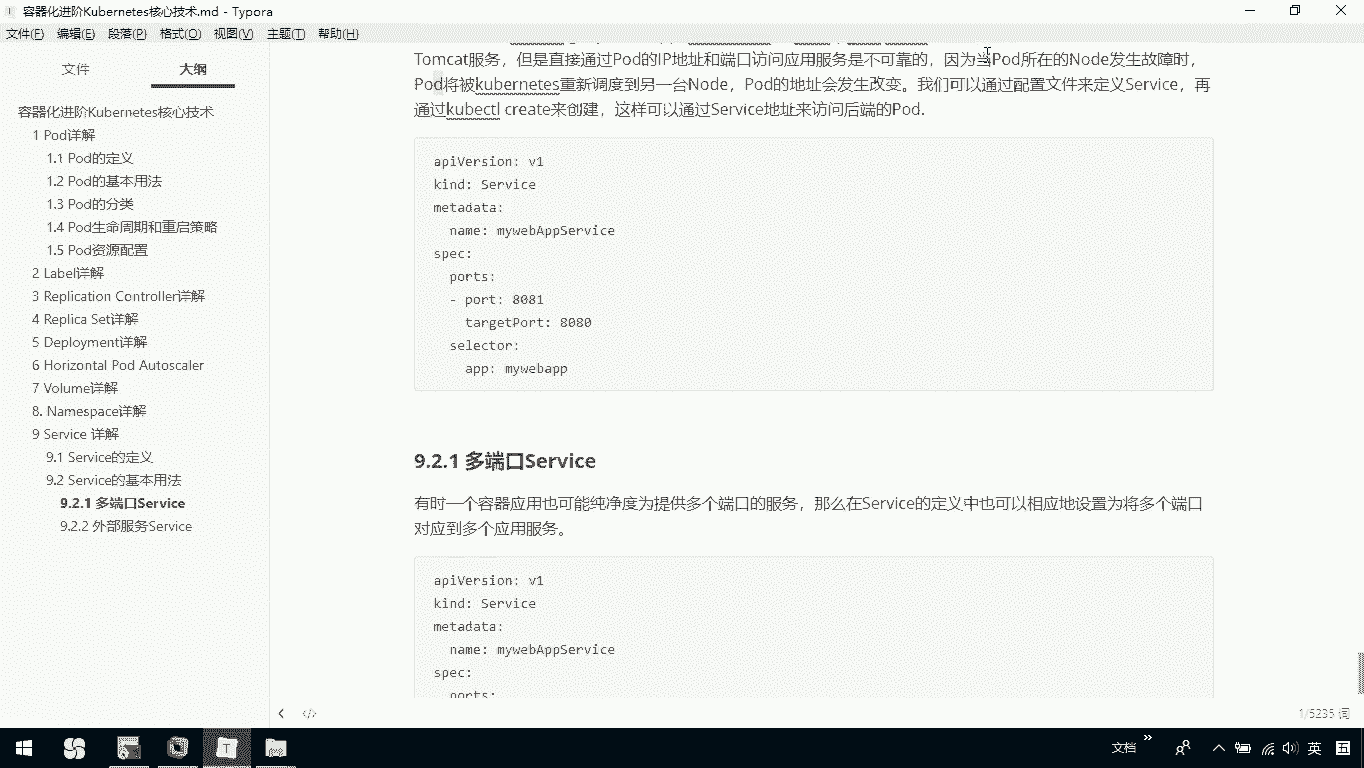 容器化进阶Kubernetes核心技术.md - Typora
文件(F) 编辑(E) 段落(P) 格式(O) 视图(V) 主题(T) 帮助(H)
文件 大纲
容器化进阶Kubernetes核心技术
1 Pod详解
1.1 Pod的定义
1.2 Pod的基本用法
1.3 Pod的分类
1.4 Pod生命周期和重启策略
1.5 Pod资源配置
2 Label详解
3 Replication Controller详解
4 Replica Set详解
5 Deployment详解
6 Horizontal Pod Autoscaler
7 Volume详解
8. Namespace详解
9 Service 详解
9.1 Service的定义
9.2 Service的基本用法
9.2.1 多端口Service
9.2.2 外部服务Service
Tomcat服务，但是直接通过Pod的IP地址和端口访问应用服务是不可靠的，因为当Pod所在的Node发生故障时，
Pod将被kubernetes重新调度到另一台Node，Pod的地址会发生改变。我们可以通过配置文件来定义Service，再
通过kubectl create来创建，这样可以通过Service地址来访问后端的Pod.
apiVersion: v1
kind: Service
metadata:
name: mywebAppService
spec:
ports:
- port: 8081
targetPort: 8080
selector:
app: mywebapp
9.2.1 多端口Service
有时一个容器应用也可能纯净度为提供多个端口的服务，那么在Service的定义中也可以相应地设置为将多个端口
对应到多个应用服务。
apiVersion: v1
kind: Service
metadata:
name: mywebAppService
spec:
ports:
1/5235 词
文档 英 五